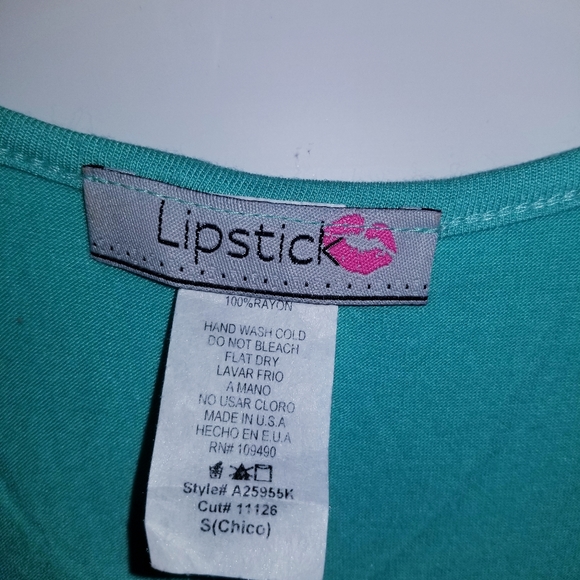 Lipstick
100%RAYON
HAND WASH COLD
DO NOT BLEACH
FLAT DRY
LAVAR FRIO
A MANO
NO USAR CLORO
MADE IN U.S.A
HECHO EN E.U.A
RN# 109490
Style# A25955K
Cut# 11126
S(Chico)